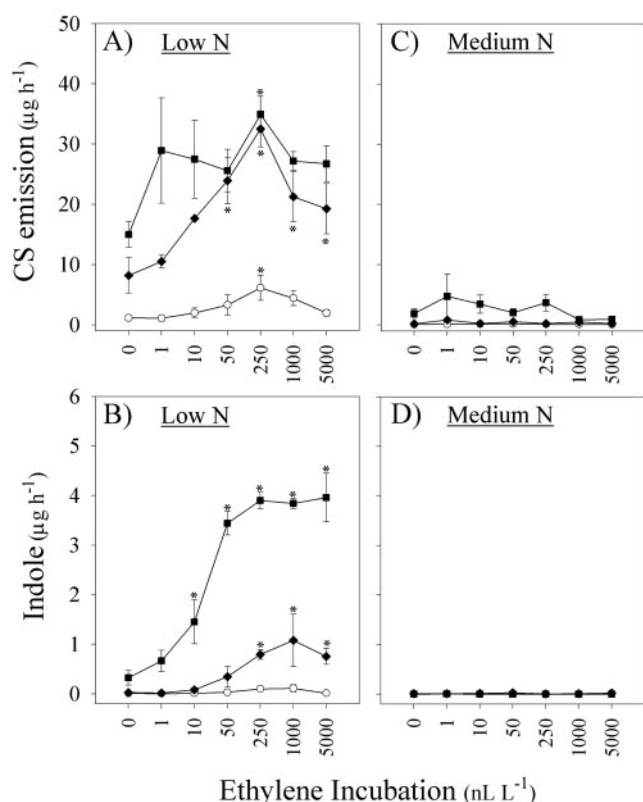 A) Low N
CS emission (μg h⁻¹)
50
40
30
20
10
0
* * * * * *
0 1 10 50 250 1000 5000
C) Medium N
0 1 10 50 250 1000 5000
B) Low N
Indole (μg h⁻¹)
6
5
4
3
2
1
0
* * * * * * * *
0 1 10 50 250 1000 5000
D) Medium N
0 1 10 50 250 1000 5000
Ethylene Incubation (nL L⁻¹)